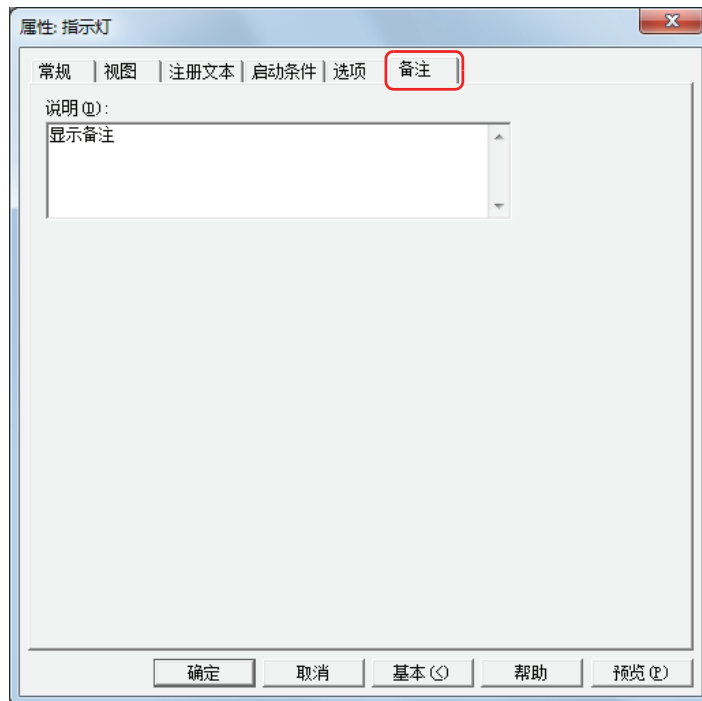 属性: 指示灯
常规 视图 注册文本 启动条件 选项 备注
说明(D):
显示备注
确定 取消 基本(<) 帮助 预览(P)